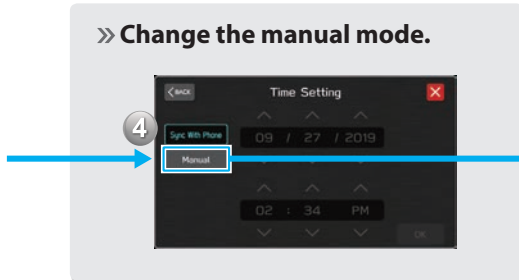 » Change the manual mode.
< BACK
Time Setting
4
Sync With Phone
09 / 27 / 2019
Manual
02 : 34 PM
OK